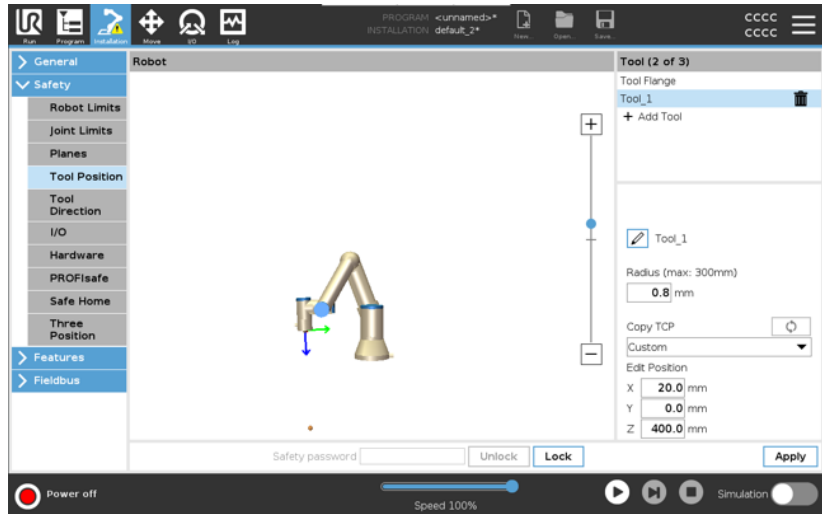 PROGRAM <unnamed>*
INSTALLATION default_2*
UR
Run
Program
Installation
Move
I/O
Log
New...
Open...
Save...
cccc
cccc
General
Safety
Robot Limits
Joint Limits
Planes
Tool Position
Tool
Direction
I/O
Hardware
PROFIsafe
Safe Home
Three
Position
Features
Fieldbus
Robot
+
−
Safety password
Unlock
Lock
Tool (2 of 3)
Tool Flange
Tool_1
+ Add Tool
Tool_1
Radius (max: 300mm)
0.8 mm
Copy TCP
Custom
Edit Position
X 20.0 mm
Y 0.0 mm
Z 400.0 mm
Apply
Power off
Speed 100%
Simulation